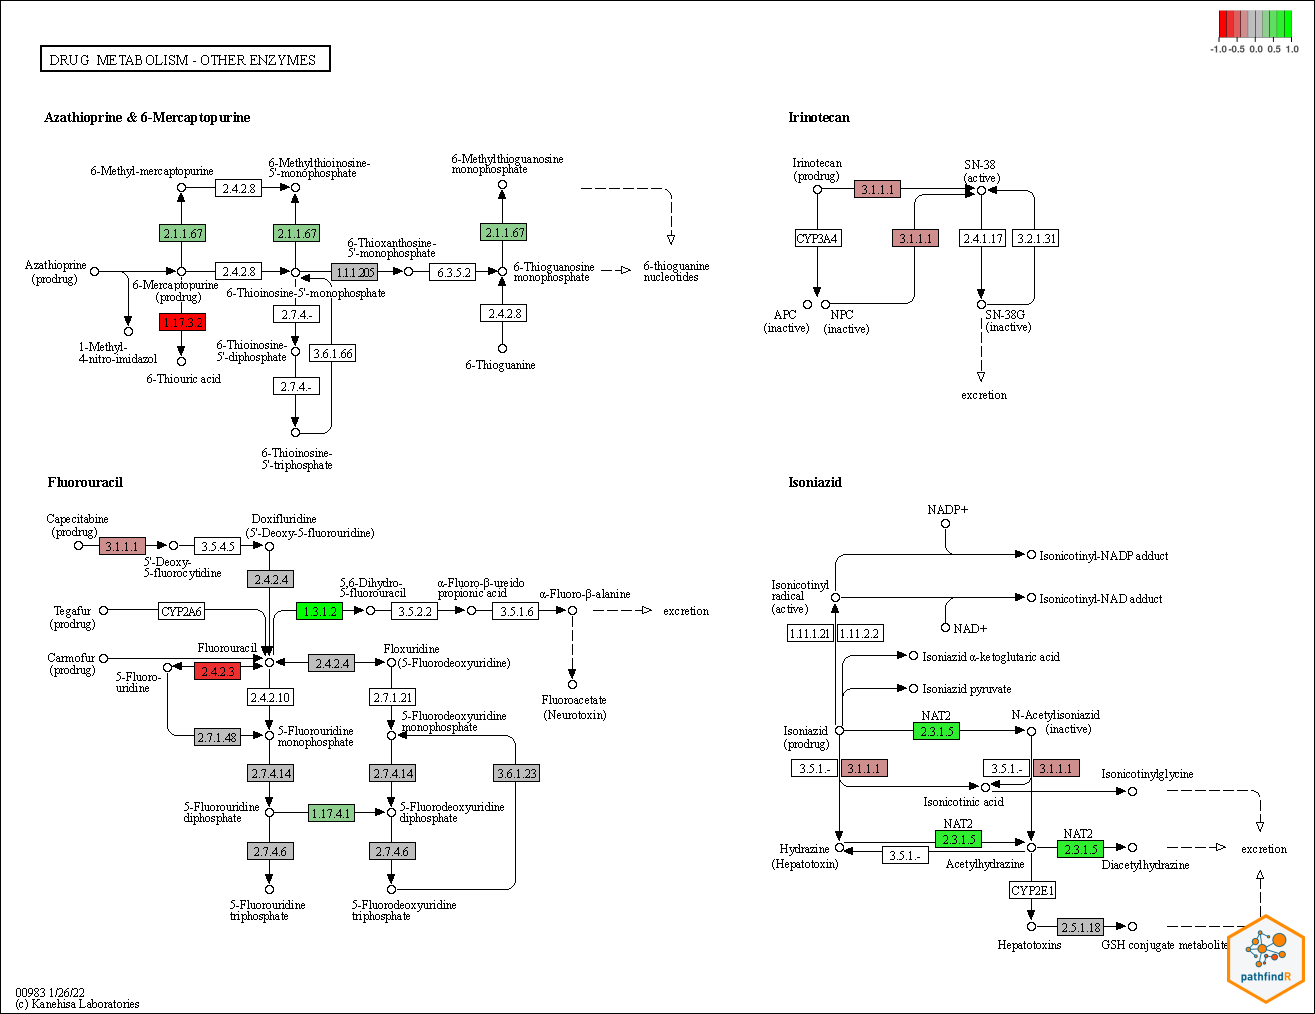 -1.0 -0.5 0.0 0.5 1.0
DRUG METABOLISM - OTHER ENZYMES
Azathioprine & 6-Mercaptopurine
6-Methyl-mercaptopurine
6-Methylthioinosine-
5'-monophosphate
6-Methylthioguanosine
monophosphate
2.4.2.8
2.1.1.67
2.1.1.67
2.1.1.67
6-Thioxanthosine-
5'-monophosphate
Azathioprine
(prodrug)
2.4.2.8
1.1.1.205
6.3.5.2
6-Thioguanosine
monophosphate
6-thioguanine
nucleotides
6-Mercaptopurine
(prodrug)
6-Thioinosine-5'-monophosphate
1.17.3.2
2.7.4.-
2.4.2.8
1-Methyl-
4-nitro-imidazol
6-Thioinosine-
5'-diphosphate
3.6.1.66
6-Thioguanine
6-Thiouric acid
2.7.4.-
6-Thioinosine-
5'-triphosphate
Irinotecan
Irinotecan
(prodrug)
SN-38
(active)
3.1.1.1
CYP3A4
3.1.1.1
2.4.1.17
3.2.1.31
APC
(inactive)
NPC
(inactive)
SN-38G
(inactive)
excretion
Fluorouracil
Capecitabine
(prodrug)
Doxifluridine
(5'-Deoxy-5-fluorouridine)
3.1.1.1
3.5.4.5
5'-Deoxy-
5-fluorocytidine
2.4.2.4
5,6-Dihydro-
5-fluorouracil
α-Fluoro-β-ureido
propionic acid
α-Fluoro-β-alanine
Tegafur
(prodrug)
CYP2A6
1.3.1.2
3.5.2.2
3.5.1.6
excretion
Fluorouracil
Floxuridine
(5-Fluorodeoxyuridine)
Carmofur
(prodrug)
2.4.2.3
2.4.2.4
5-Fluoro-
uridine
2.4.2.10
2.7.1.21
Fluoroacetate
(Neurotoxin)
2.7.1.48
5-Fluorouridine
monophosphate
5-Fluorodeoxyuridine
monophosphate
2.7.4.14
2.7.4.14
3.6.1.23
5-Fluorouridine
diphosphate
1.17.4.1
5-Fluorodeoxyuridine
diphosphate
2.7.4.6
2.7.4.6
5-Fluorouridine
triphosphate
5-Fluorodeoxyuridine
triphosphate
Isoniazid
NADP+
Isonicotinyl-NADP adduct
Isonicotinyl
radical
(active)
Isonicotinyl-NAD adduct
NAD+
1.11.1.21
1.11.2.2
Isoniazid α-ketoglutaric acid
Isoniazid pyruvate
Isoniazid
(prodrug)
NAT2
2.3.1.5
N-Acetylisoniazid
(inactive)
3.5.1.-
3.1.1.1
3.5.1.-
3.1.1.1
Isonicotinylglycine
Isonicotinic acid
Hydrazine
(Hepatotoxin)
NAT2
2.3.1.5
3.5.1.-
Acetylhydrazine
NAT2
2.3.1.5
Diacetylhydrazine
excretion
CYP2E1
Hepatotoxins
2.5.1.18
GSH conjugate metabolite
pathfindR
00983 1/26/22
(c) Kanehisa Laboratories